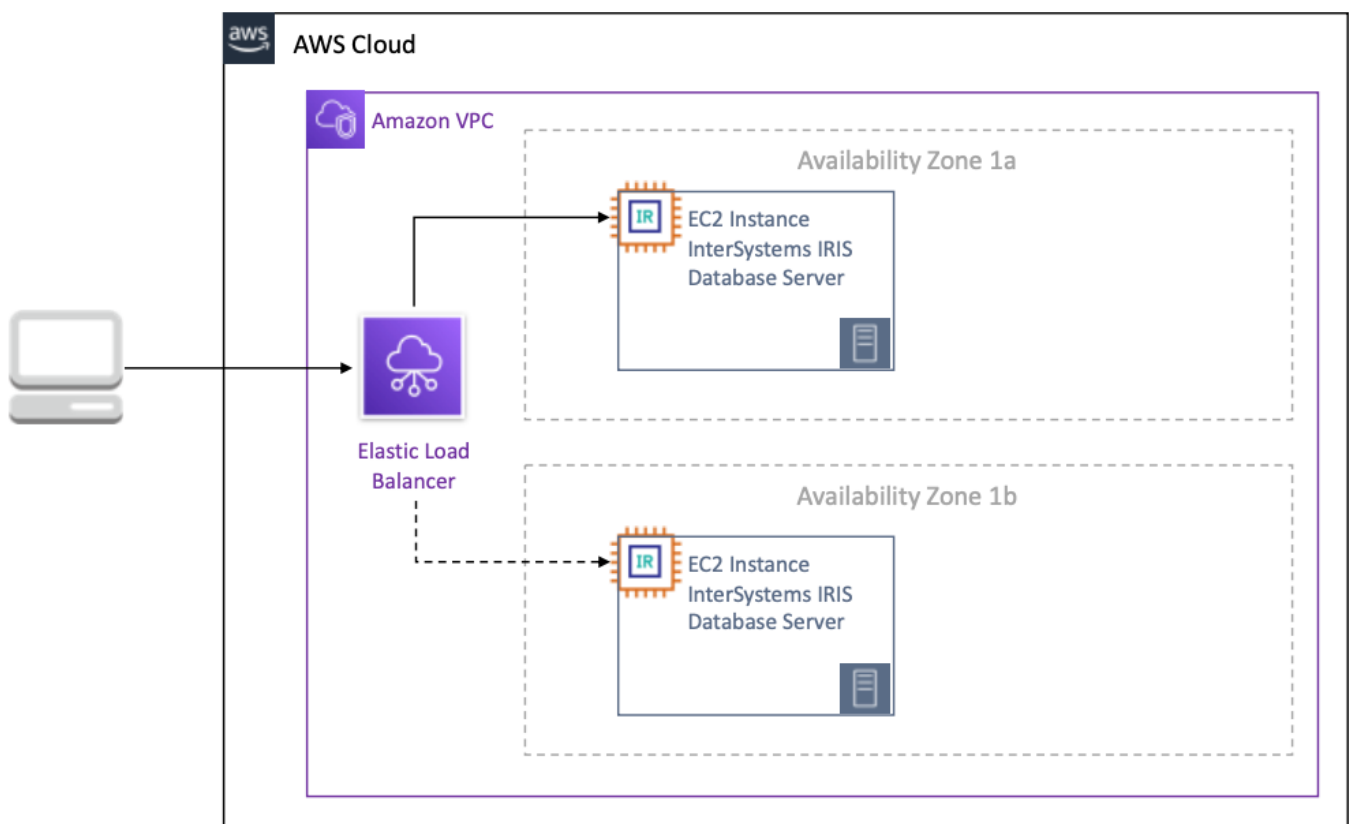 aws
AWS Cloud
Amazon VPC
Availability Zone 1a
IR
EC2 Instance
InterSystems IRIS
Database Server
Elastic Load
Balancer
Availability Zone 1b
IR
EC2 Instance
InterSystems IRIS
Database Server